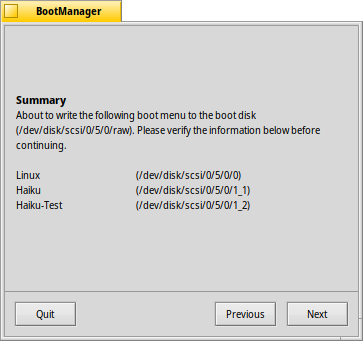 BootManager
Summary
About to write the following boot menu to the boot disk
(/dev/disk/scsi/0/5/0/raw). Please verify the information below before
continuing.
Linux (/dev/disk/scsi/0/5/0/0)
Haiku (/dev/disk/scsi/0/5/0/1_1)
Haiku-Test (/dev/disk/scsi/0/5/0/1_2)
Quit Previous Next